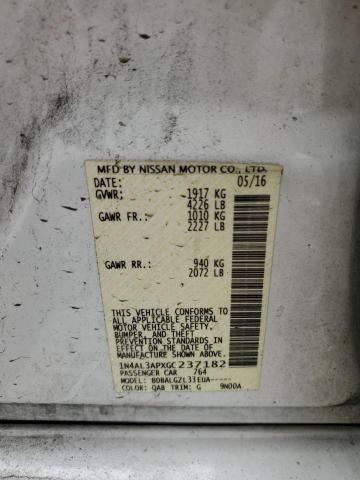 MFD BY NISSAN MOTOR CO., LTD.
DATE: 05/16
GVWR: 1917 KG
4226 LB
GAWR FR.: 1010 KG
2227 LB
GAWR RR.: 940 KG
2072 LB
THIS VEHICLE CONFORMS
TO ALL APPLICABLE FEDERAL
MOTOR VEHICLE SAFETY,
BUMPER, AND THEFT
PREVENTION STANDARDS
IN EFFECT ON THE DATE OF
MANUFACTURE SHOWN ABOVE.
1N4AL3APXGC237182
PASSENGER CAR 764
MODEL: BDBALGZL33EUA-----
COLOR: QAB TRIM: G 9N00A